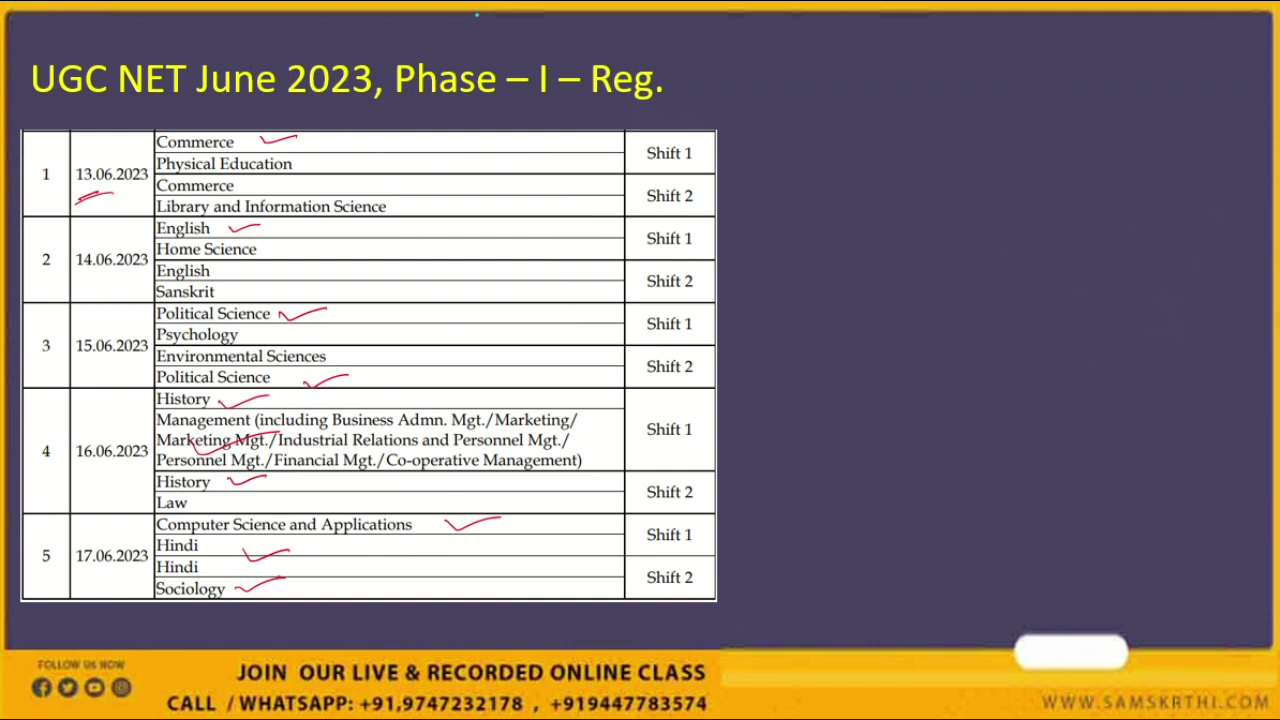 UGC NET June 2023, Phase – I – Reg.
1
13.06.2023
Commerce
Physical Education
Shift 1
Commerce
Library and Information Science
Shift 2
2
14.06.2023
English
Home Science
Shift 1
English
Sanskrit
Shift 2
3
15.06.2023
Political Science
Psychology
Shift 1
Environmental Sciences
Political Science
Shift 2
4
16.06.2023
History
Management (including Business Admn. Mgt./Marketing/
Marketing Mgt./Industrial Relations and Personnel Mgt./
Personnel Mgt./Financial Mgt./Co-operative Management)
Shift 1
History
Law
Shift 2
5
17.06.2023
Computer Science and Applications
Hindi
Shift 1
Hindi
Sociology
Shift 2
FOLLOW US NOW
JOIN OUR LIVE & RECORDED ONLINE CLASS
CALL / WHATSAPP: +91,9747232178 , +919447783574
WWW.SAMSKRTHI.COM